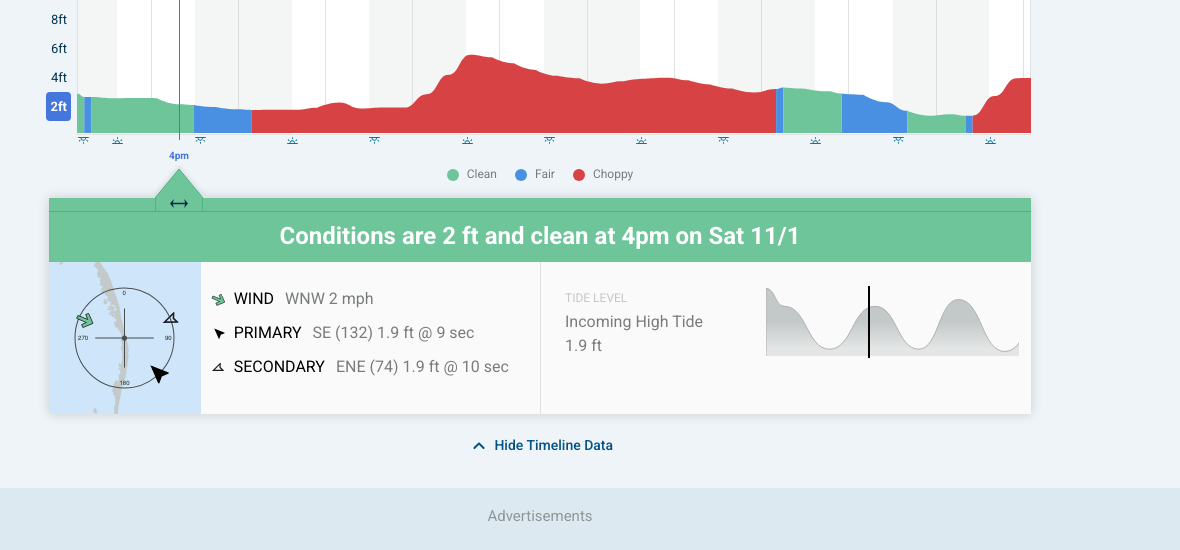 8ft
6ft
4ft
2ft
4pm
Clean Fair Choppy
Conditions are 2 ft and clean at 4pm on Sat 11/1
0
90
180
270
WIND WNW 2 mph
PRIMARY SE (132) 1.9 ft @ 9 sec
SECONDARY ENE (74) 1.9 ft @ 10 sec
TIDE LEVEL
Incoming High Tide
1.9 ft
Hide Timeline Data
Advertisements